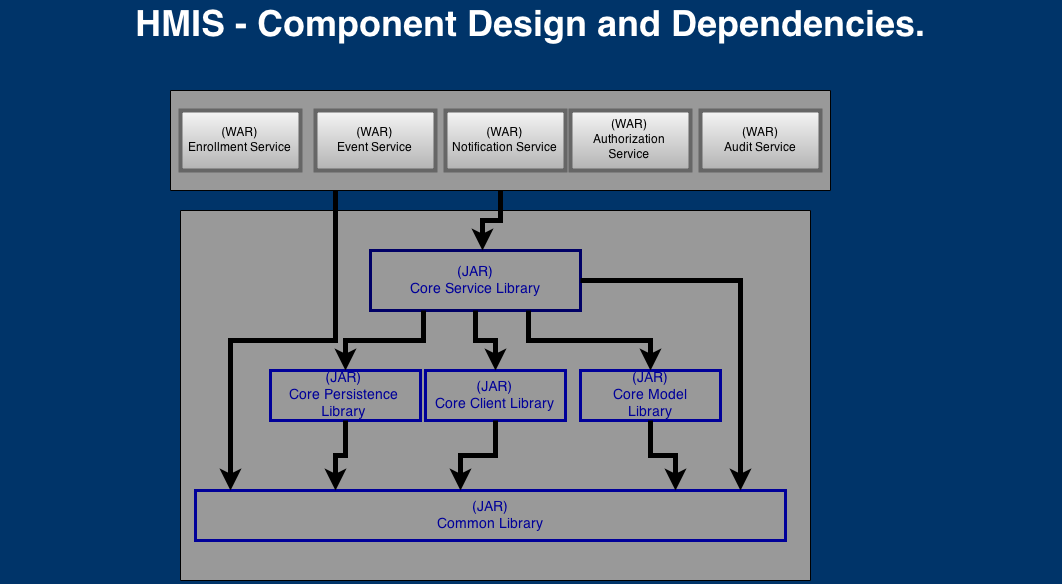 HMIS - Component Design and Dependencies.
(WAR)
Enrollment Service
(WAR)
Event Service
(WAR)
Notification Service
(WAR)
Authorization
Service
(WAR)
Audit Service
(JAR)
Core Service Library
(JAR)
Core Persistence
Library
(JAR)
Core Client Library
(JAR)
Core Model
Library
(JAR)
Common Library